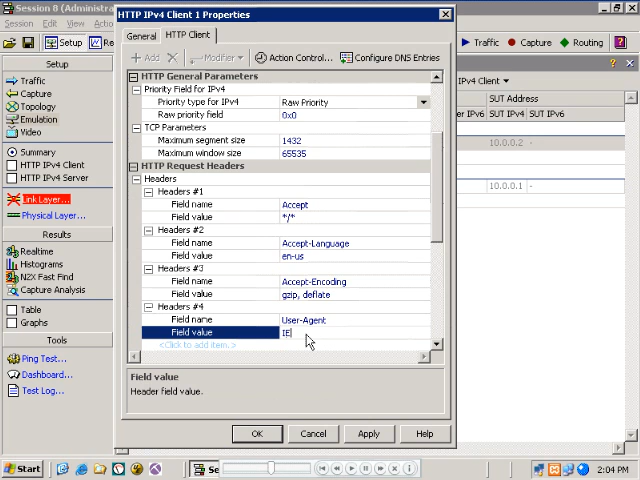 Session 8 (Administra
HTTP IPv4 Client 1 Properties
Session Edit View Action
General HTTP Client
Setup Re
Add Modifier Action Control... Configure DNS Entries
Traffic Capture Routing
Setup
HTTP General Parameters
Priority Field for IPv4
Priority type for IPv4 Raw Priority
Raw priority field 0x0
TCP Parameters
Maximum segment size 1432
Maximum window size 65535
HTTP Request Headers
Headers
Headers #1
Field name Accept
Field value */*
Headers #2
Field name Accept-Language
Field value en-us
Headers #3
Field name Accept-Encoding
Field value gzip, deflate
Headers #4
Field name User-Agent
Field value IE
<Click to add item.>
Field value
Header field value.
OK Cancel Apply Help
Traffic
Capture
Topology
Emulation
Video
Summary
HTTP IPv4 Client
HTTP IPv4 Server
Link Layer...
Physical Layer...
Results
Realtime
Histograms
N2X Fast Find
Capture Analysis
Table
Graphs
Tools
Ping Test...
Dashboard...
Test Log...
IPv4 Client
SUT Address
er IPv6 SUT IPv4 SUT IPv6
10.0.0.2 -
10.0.0.1 -
Start Se 2:04 PM